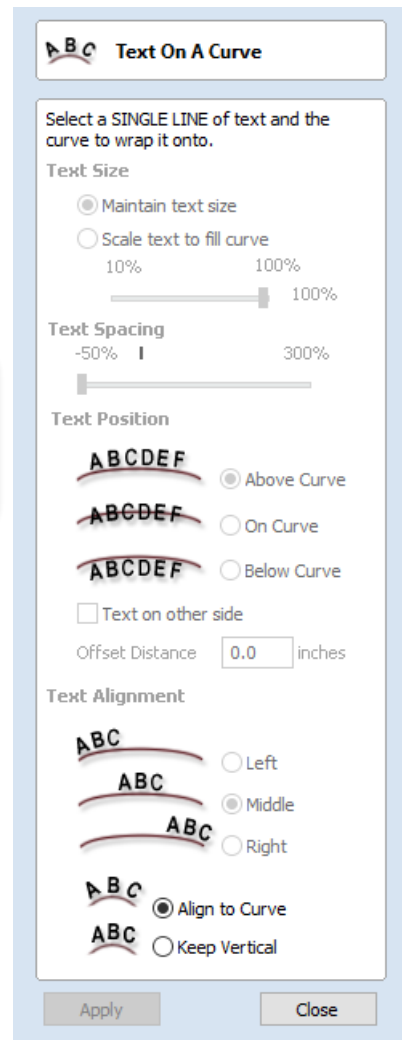 ABC Text On A Curve
Select a SINGLE LINE of text and the
curve to wrap it onto.
Text Size
Maintain text size
Scale text to fill curve
10% 100%
100%
Text Spacing
-50% 300%
Text Position
ABCDEF Above Curve
ABCDEF On Curve
ABCDEF Below Curve
Text on other side
Offset Distance 0.0 inches
Text Alignment
ABC Left
ABC Middle
ABC Right
ABC Align to Curve
ABC Keep Vertical
Apply Close